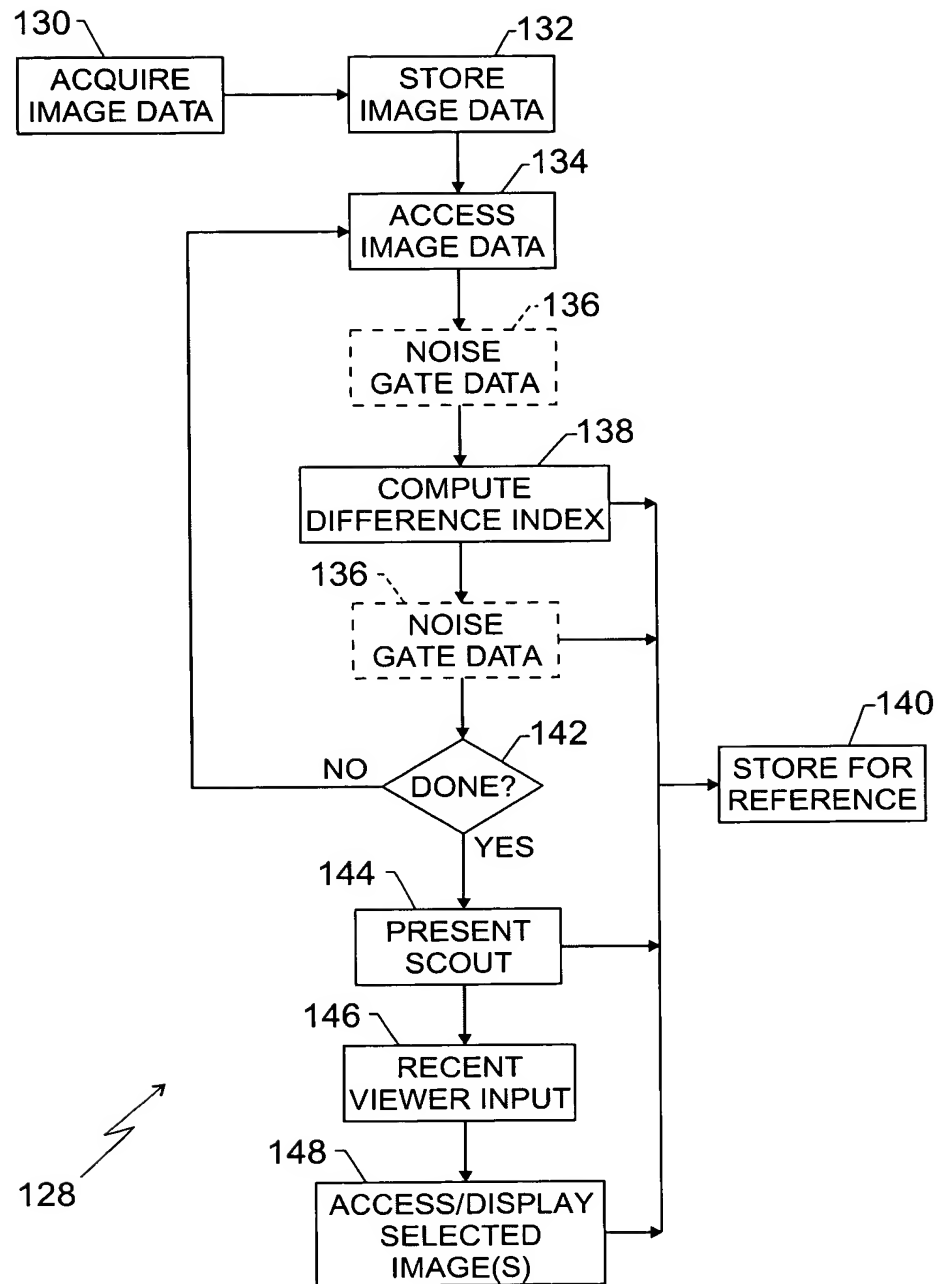 130
ACQUIRE
IMAGE DATA
132
STORE
IMAGE DATA
134
ACCESS
IMAGE DATA
136
NOISE
GATE DATA
138
COMPUTE
DIFFERENCE INDEX
136
NOISE
GATE DATA
140
STORE FOR
REFERENCE
142
DONE?
NO
YES
144
PRESENT
SCOUT
146
RECENT
VIEWER INPUT
148
ACCESS/DISPLAY
SELECTED
IMAGE(S)
128